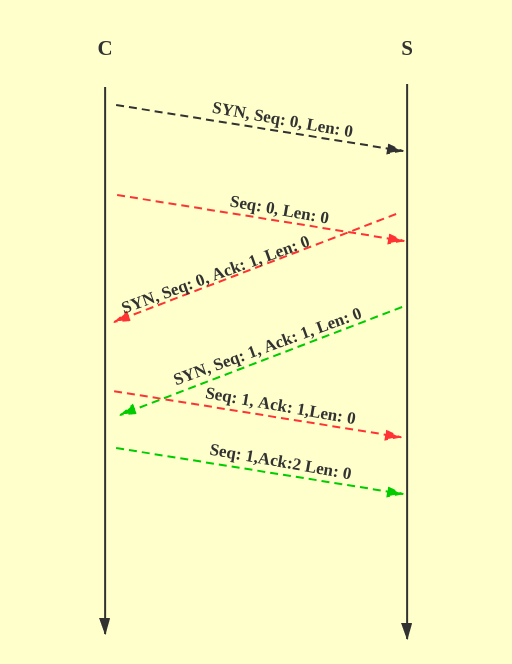 C
S
SYN, Seq: 0, Len: 0
Seq: 0, Len: 0
SYN, Seq: 0, Ack: 1, Len: 0
SYN, Seq: 1, Ack: 1, Len: 0
Seq: 1, Ack: 1,Len: 0
Seq: 1,Ack:2 Len: 0